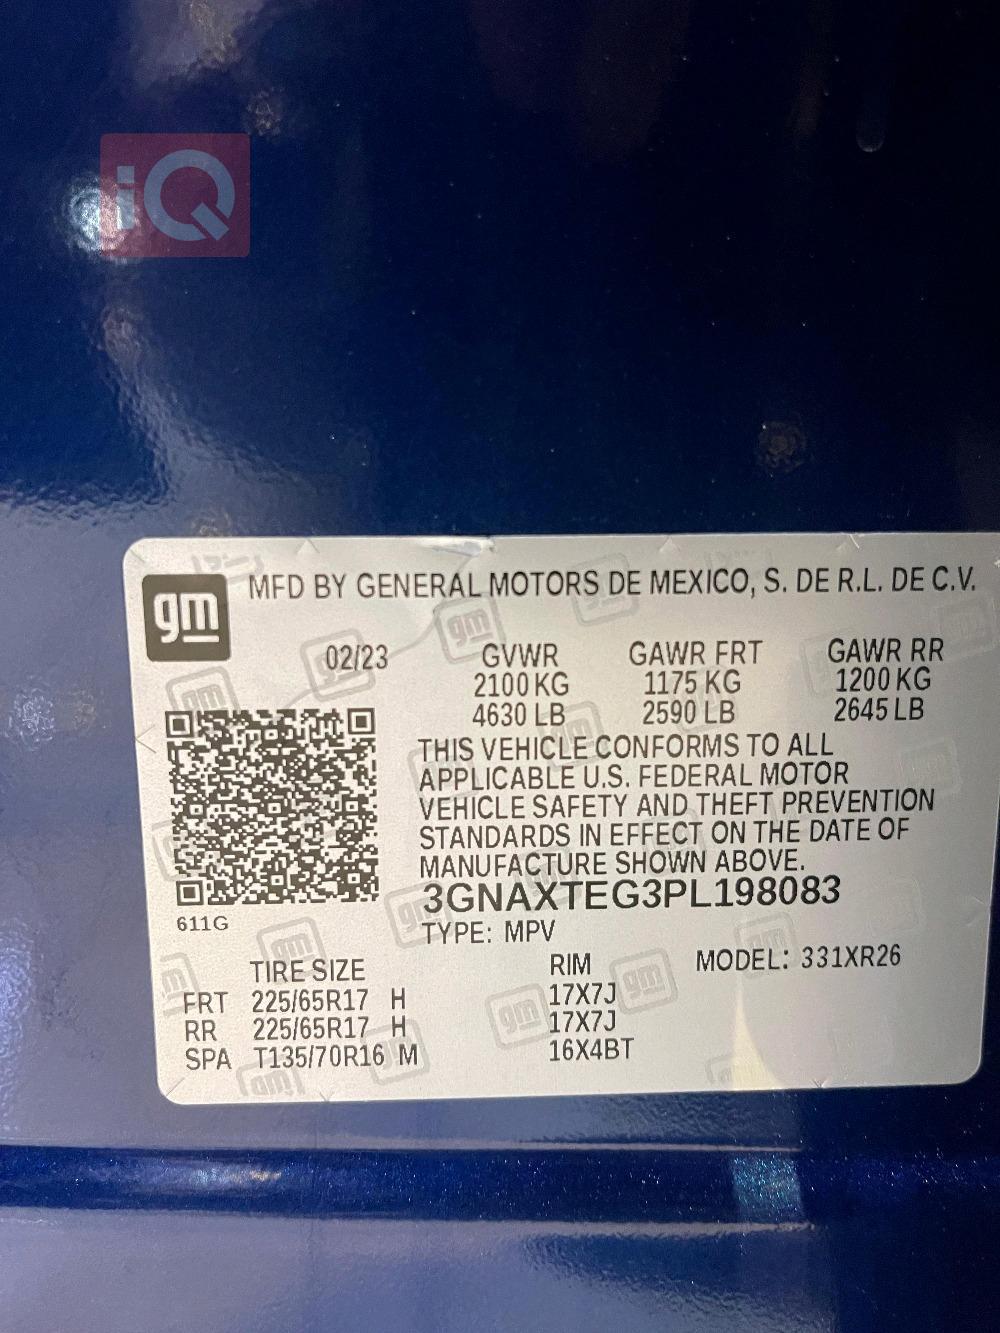 iQ
gm MFD BY GENERAL MOTORS DE MEXICO, S. DE R.L. DE C.V.
02/23 GVWR GAWR FRT GAWR RR
2100 KG 1175 KG 1200 KG
4630 LB 2590 LB 2645 LB
THIS VEHICLE CONFORMS TO ALL
APPLICABLE U.S. FEDERAL MOTOR
VEHICLE SAFETY AND THEFT PREVENTION
STANDARDS IN EFFECT ON THE DATE OF
MANUFACTURE SHOWN ABOVE.
3GNAXTEG3PL198083
611G
TYPE: MPV
TIRE SIZE RIM MODEL: 331XR26
FRT 225/65R17 H 17X7J
RR 225/65R17 H 17X7J
SPA T135/70R16 M 16X4BT